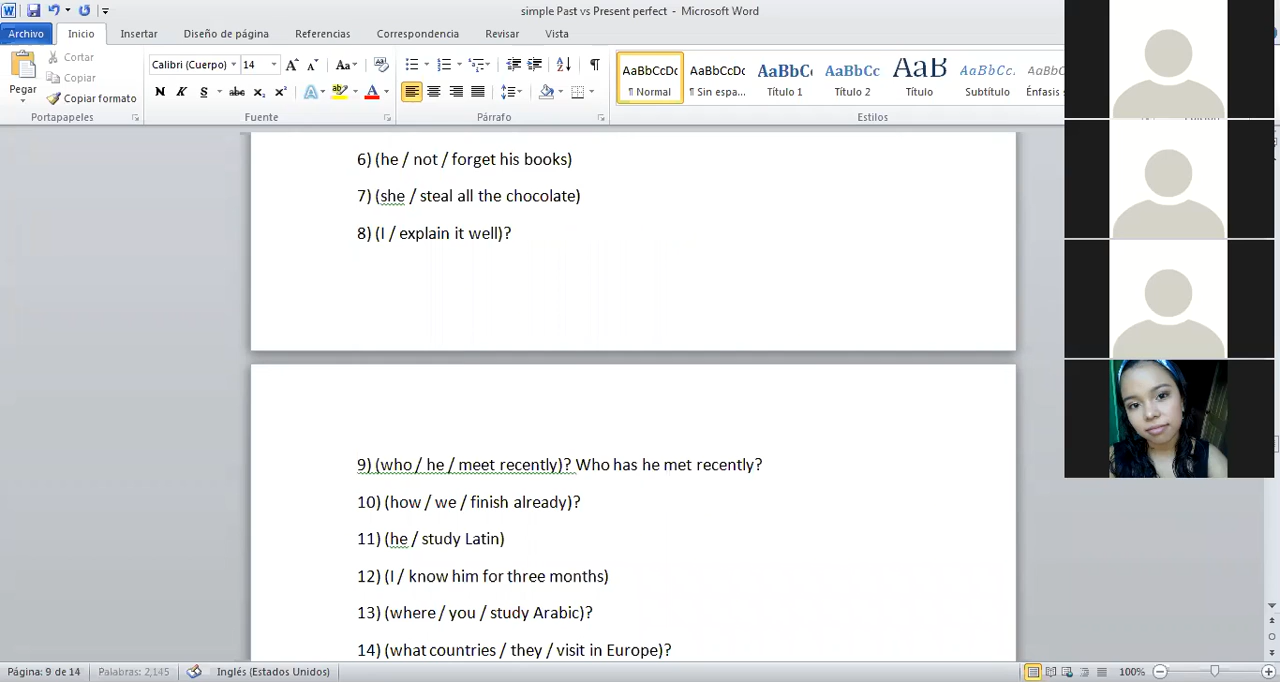 simple Past vs Present perfect - Microsoft Word
Archivo Inicio Insertar Diseño de página Referencias Correspondencia Revisar Vista
Cortar
Copiar
Copiar formato
Pegar
Portapapeles
Calibri (Cuerpo) 14
Fuente
Párrafo
AaBbCcDc AaBbCcDc AaBbC AaBbCc AaB AaBbCc. AaBbCc
¶ Normal ¶ Sin espa... Título 1 Título 2 Título Subtítulo Énfasis
Estilos
6) (he / not / forget his books)
7) (she / steal all the chocolate)
8) (I / explain it well)?
9) (who / he / meet recently)? Who has he met recently?
10) (how / we / finish already)?
11) (he / study Latin)
12) (I / know him for three months)
13) (where / you / study Arabic)?
14) (what countries / they / visit in Europe)?
Página: 9 de 14 Palabras: 2,145 Inglés (Estados Unidos) 100%